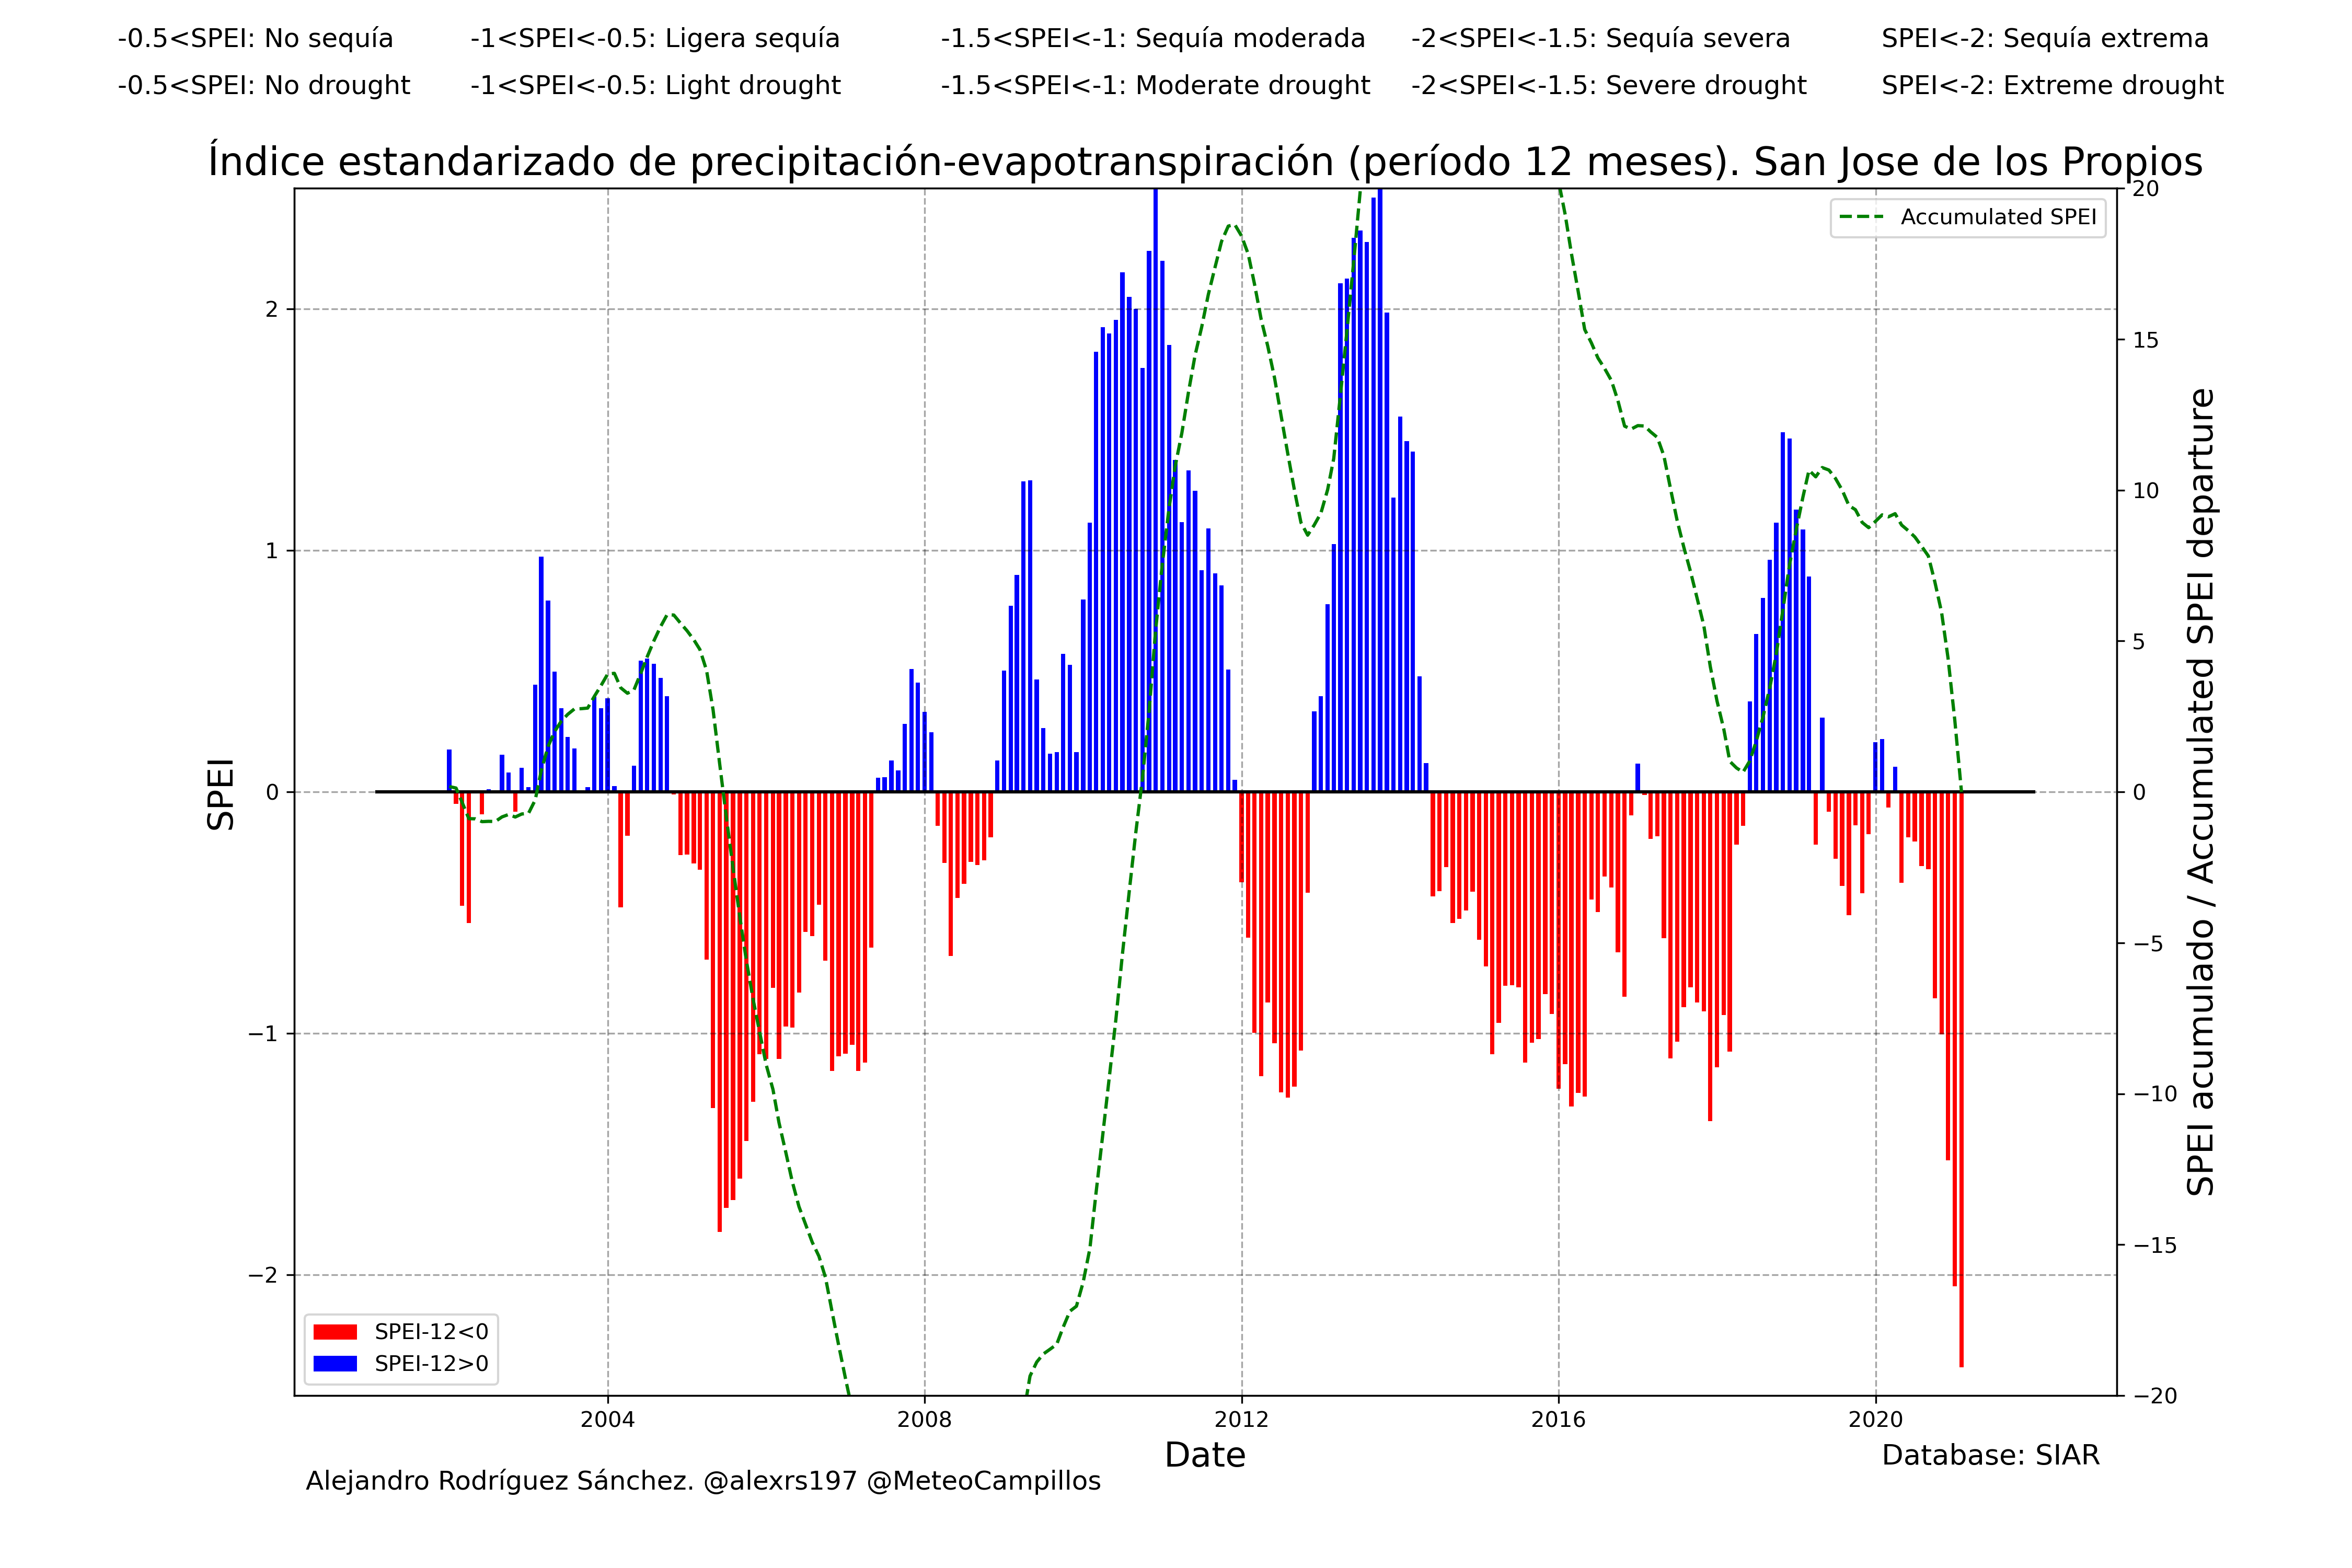 -0.5<SPEI: No sequía -1<SPEI<-0.5: Ligera sequía -1.5<SPEI<-1: Sequía moderada -2<SPEI<-1.5: Sequía severa SPEI<-2: Sequía extrema
-0.5<SPEI: No drought -1<SPEI<-0.5: Light drought -1.5<SPEI<-1: Moderate drought -2<SPEI<-1.5: Severe drought SPEI<-2: Extreme drought
Índice estandarizado de precipitación-evapotranspiración (período 12 meses). San Jose de los Propios
Accumulated SPEI
SPEI
2
1
0
−1
−2
20
15
10
5
0
−5
−10
−15
−20
SPEI acumulado / Accumulated SPEI departure
SPEI-12<0
SPEI-12>0
2004 2008 2012 2016 2020
Date
Database: SIAR
Alejandro Rodríguez Sánchez. @alexrs197 @MeteoCampillos